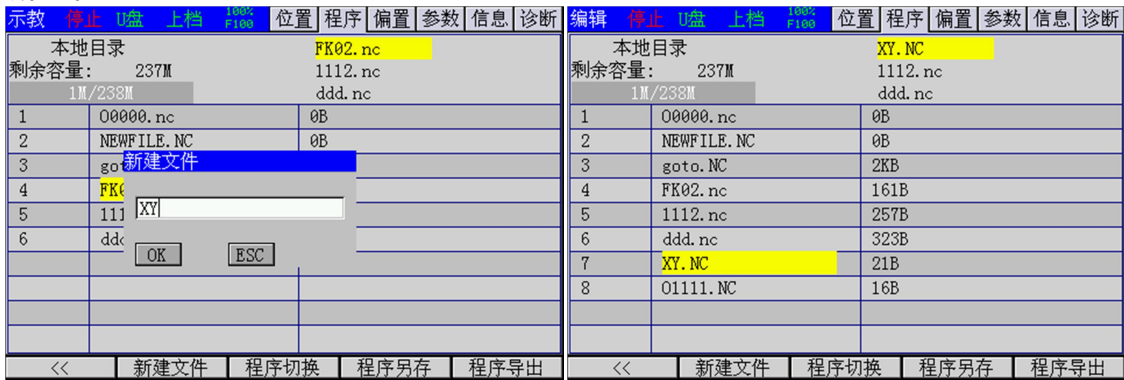 示教 停止 U盘 上档 100% F100 位置 程序 偏置 参数 信息 诊断
本地目录 FK02.nc
剩余容量: 237M 1112.nc
1M/238M ddd.nc
1 O0000.nc 0B
2 NEWFILE.NC 0B
3 got
新建文件
4 FK0
5 111
XY
6 ddd
OK ESC
<< 新建文件 程序切换 程序另存 程序导出
编辑 停止 U盘 上档 100% F100 位置 程序 偏置 参数 信息 诊断
本地目录 XY.NC
剩余容量: 237M 1112.nc
1M/238M ddd.nc
1 O0000.nc 0B
2 NEWFILE.NC 0B
3 goto.NC 2KB
4 FK02.nc 161B
5 1112.nc 257B
6 ddd.nc 323B
7 XY.NC 21B
8 O1111.NC 16B
<< 新建文件 程序切换 程序另存 程序导出